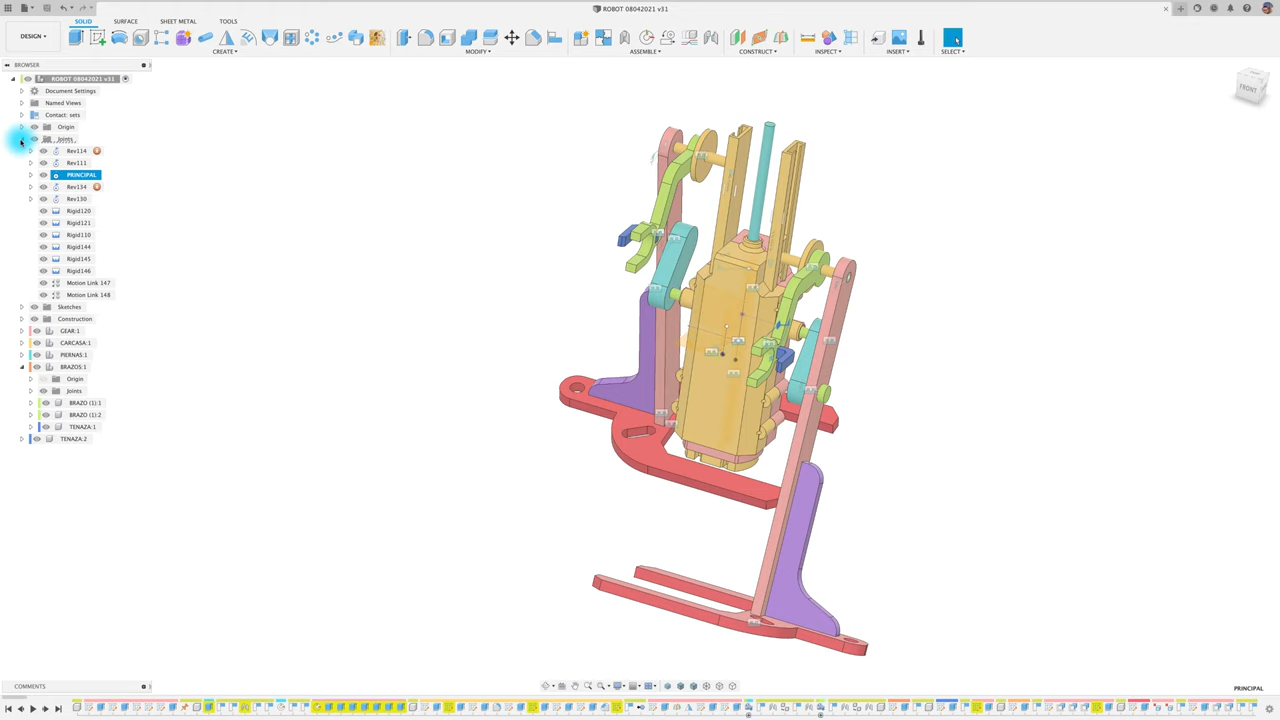 ROBOT 08042021 v31
DESIGN
SOLID SURFACE SHEET METAL TOOLS
CREATE
MODIFY
ASSEMBLE
CONSTRUCT
INSPECT
INSERT
SELECT
BROWSER
ROBOT 08042021 v31
Document Settings
Named Views
Contact: sets
Origin
Joints
Rev114
Rev111
PRINCIPAL
Rev134
Rev130
Rigid120
Rigid121
Rigid110
Rigid144
Rigid145
Rigid146
Motion Link 147
Motion Link 148
Sketches
Construction
GEAR:1
CARCASA:1
PIERNAS:1
BRAZOS:1
Origin
Joints
BRAZO (1):1
BRAZO (1):2
TENAZA:1
TENAZA:2
FRONT
COMMENTS
PRINCIPAL